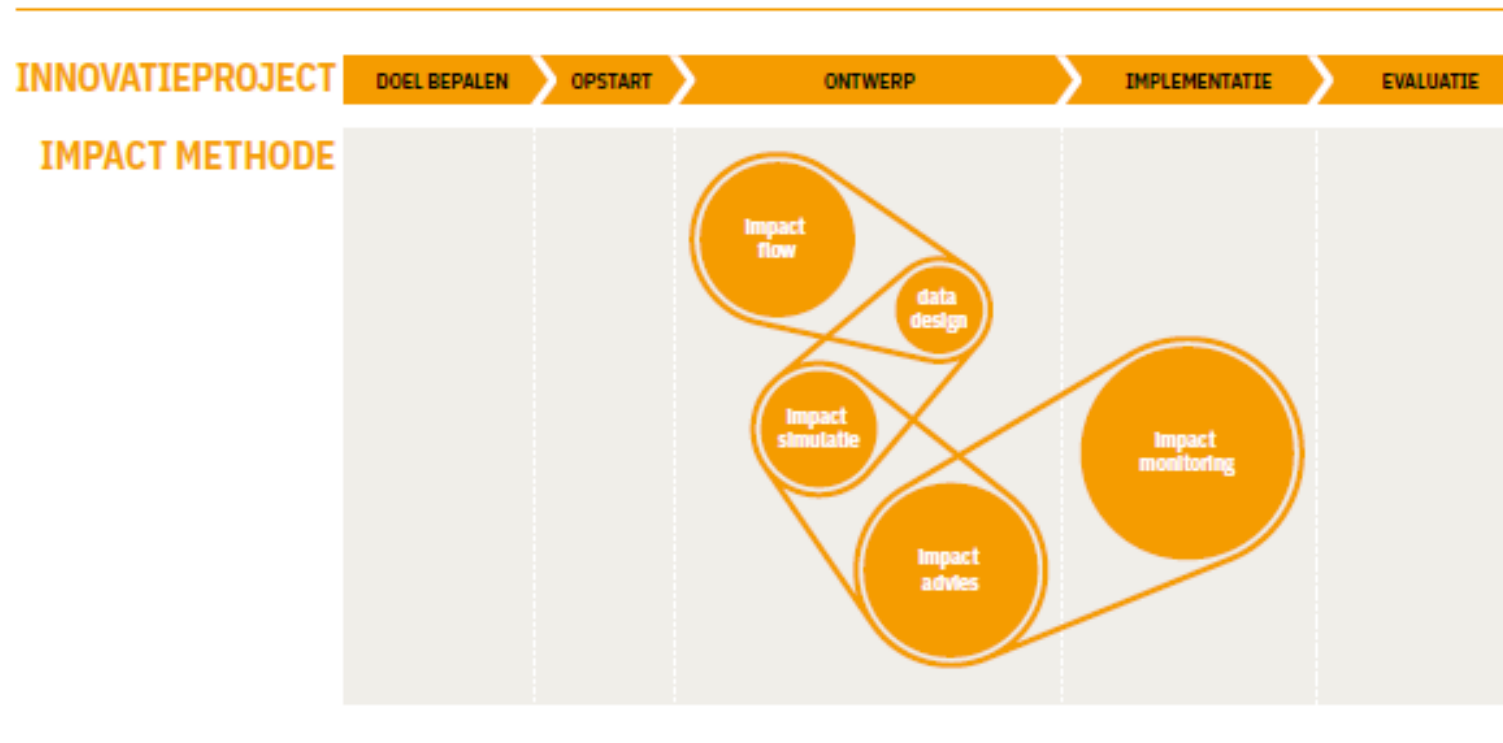 INNOVATIEPROJECT
DOEL BEPALEN
OPSTART
ONTWERP
IMPLEMENTATIE
EVALUATIE
IMPACT METHODE
Impact
flow
data
design
Impact
simulatie
Impact
monitoring
Impact
advies